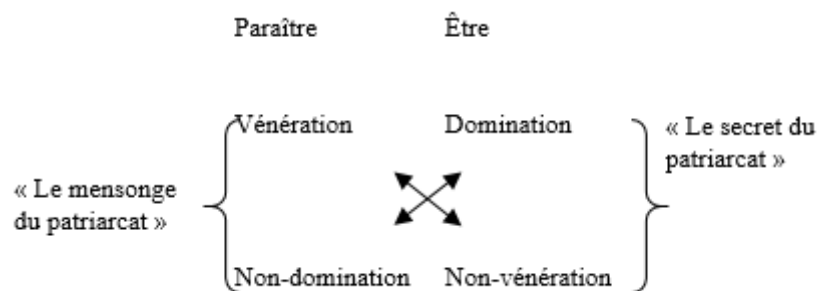 Paraître Être
Vénération Domination
« Le secret du
patriarcat »
« Le mensonge
du patriarcat »
Non-domination Non-vénération